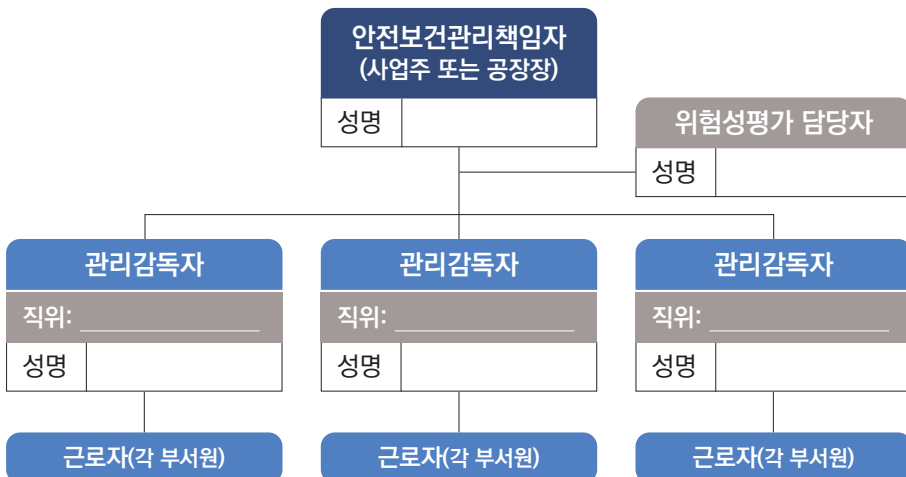 안전보건관리책임자
(사업주 또는 공장장)
성명
위험성평가 담당자
성명
관리감독자
관리감독자
관리감독자
직위:
직위:
직위:
성명
성명
성명
근로자(각 부서원)
근로자(각 부서원)
근로자(각 부서원)